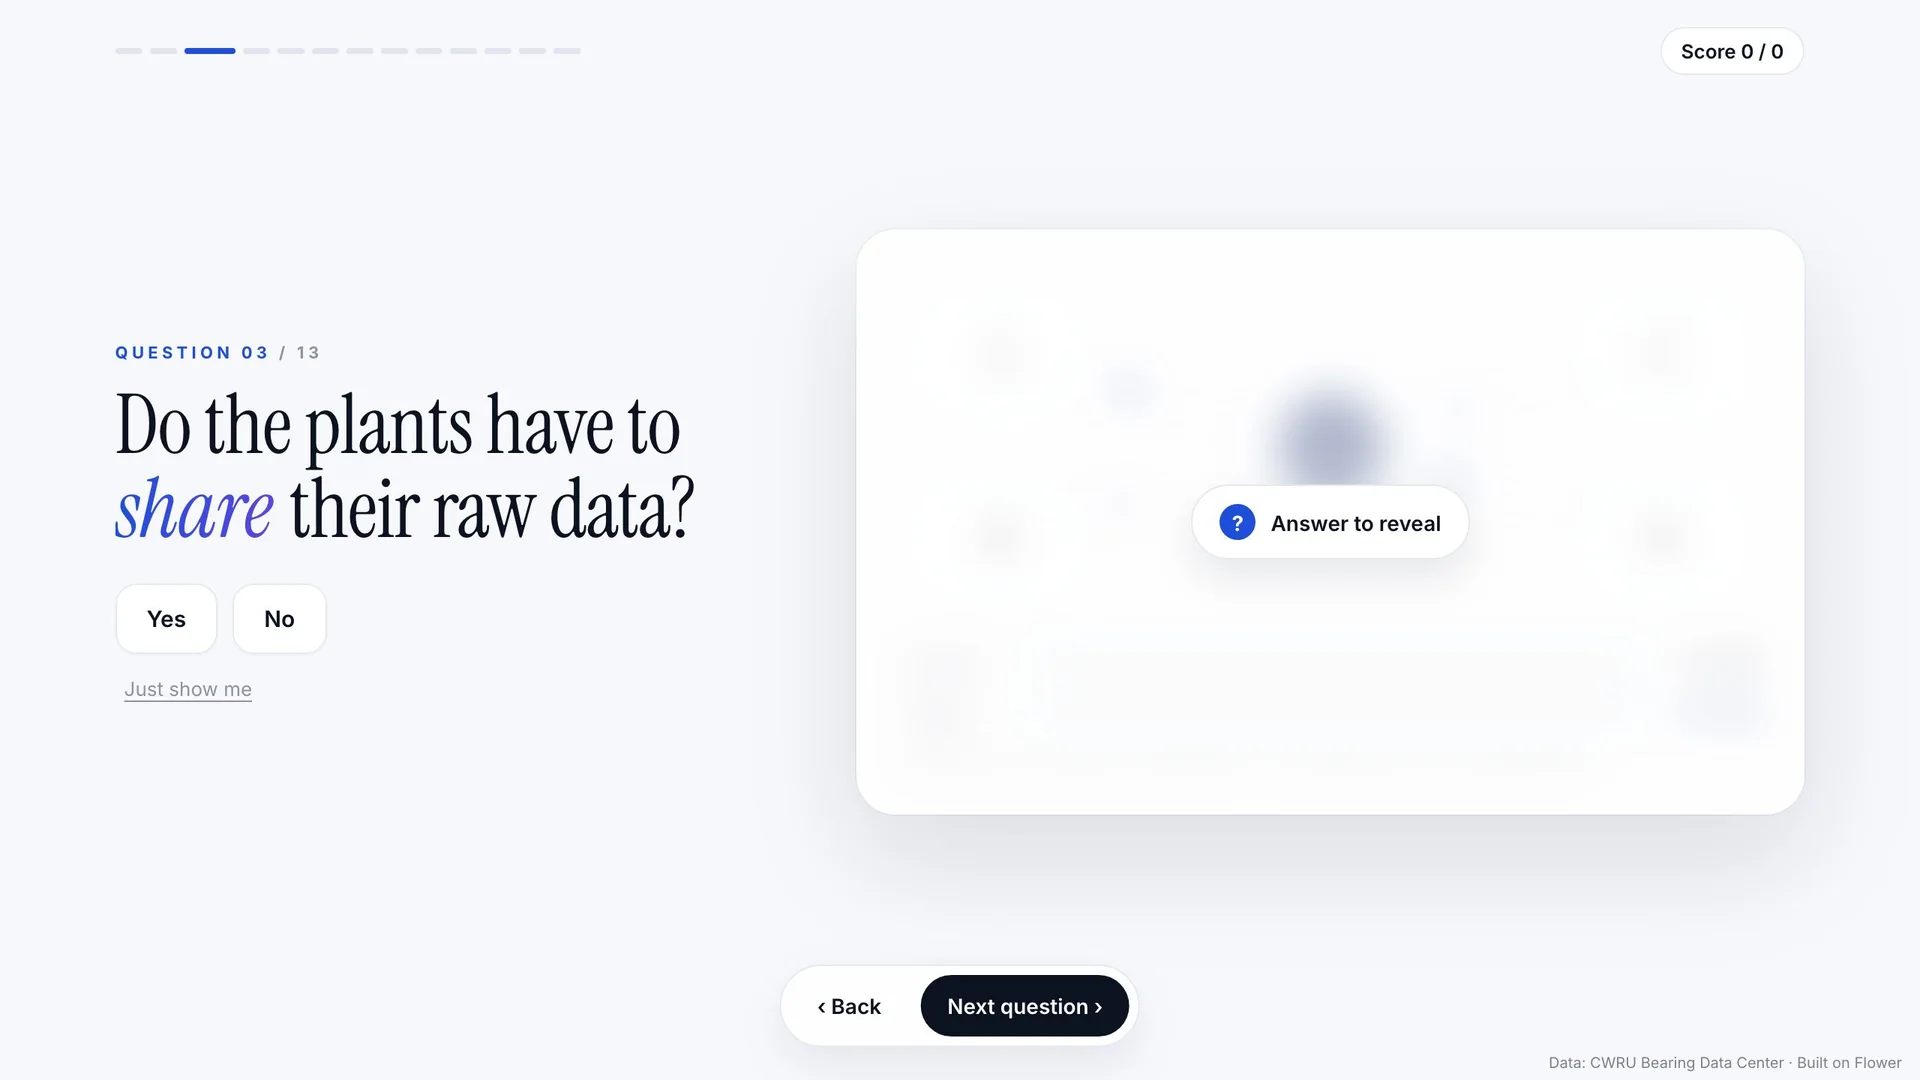 Score 0 / 0
QUESTION 03 / 13
Do the plants have to
share their raw data?
Yes
No
Just show me
? Answer to reveal
‹ Back
Next question ›
Data: CWRU Bearing Data Center · Built on Flower